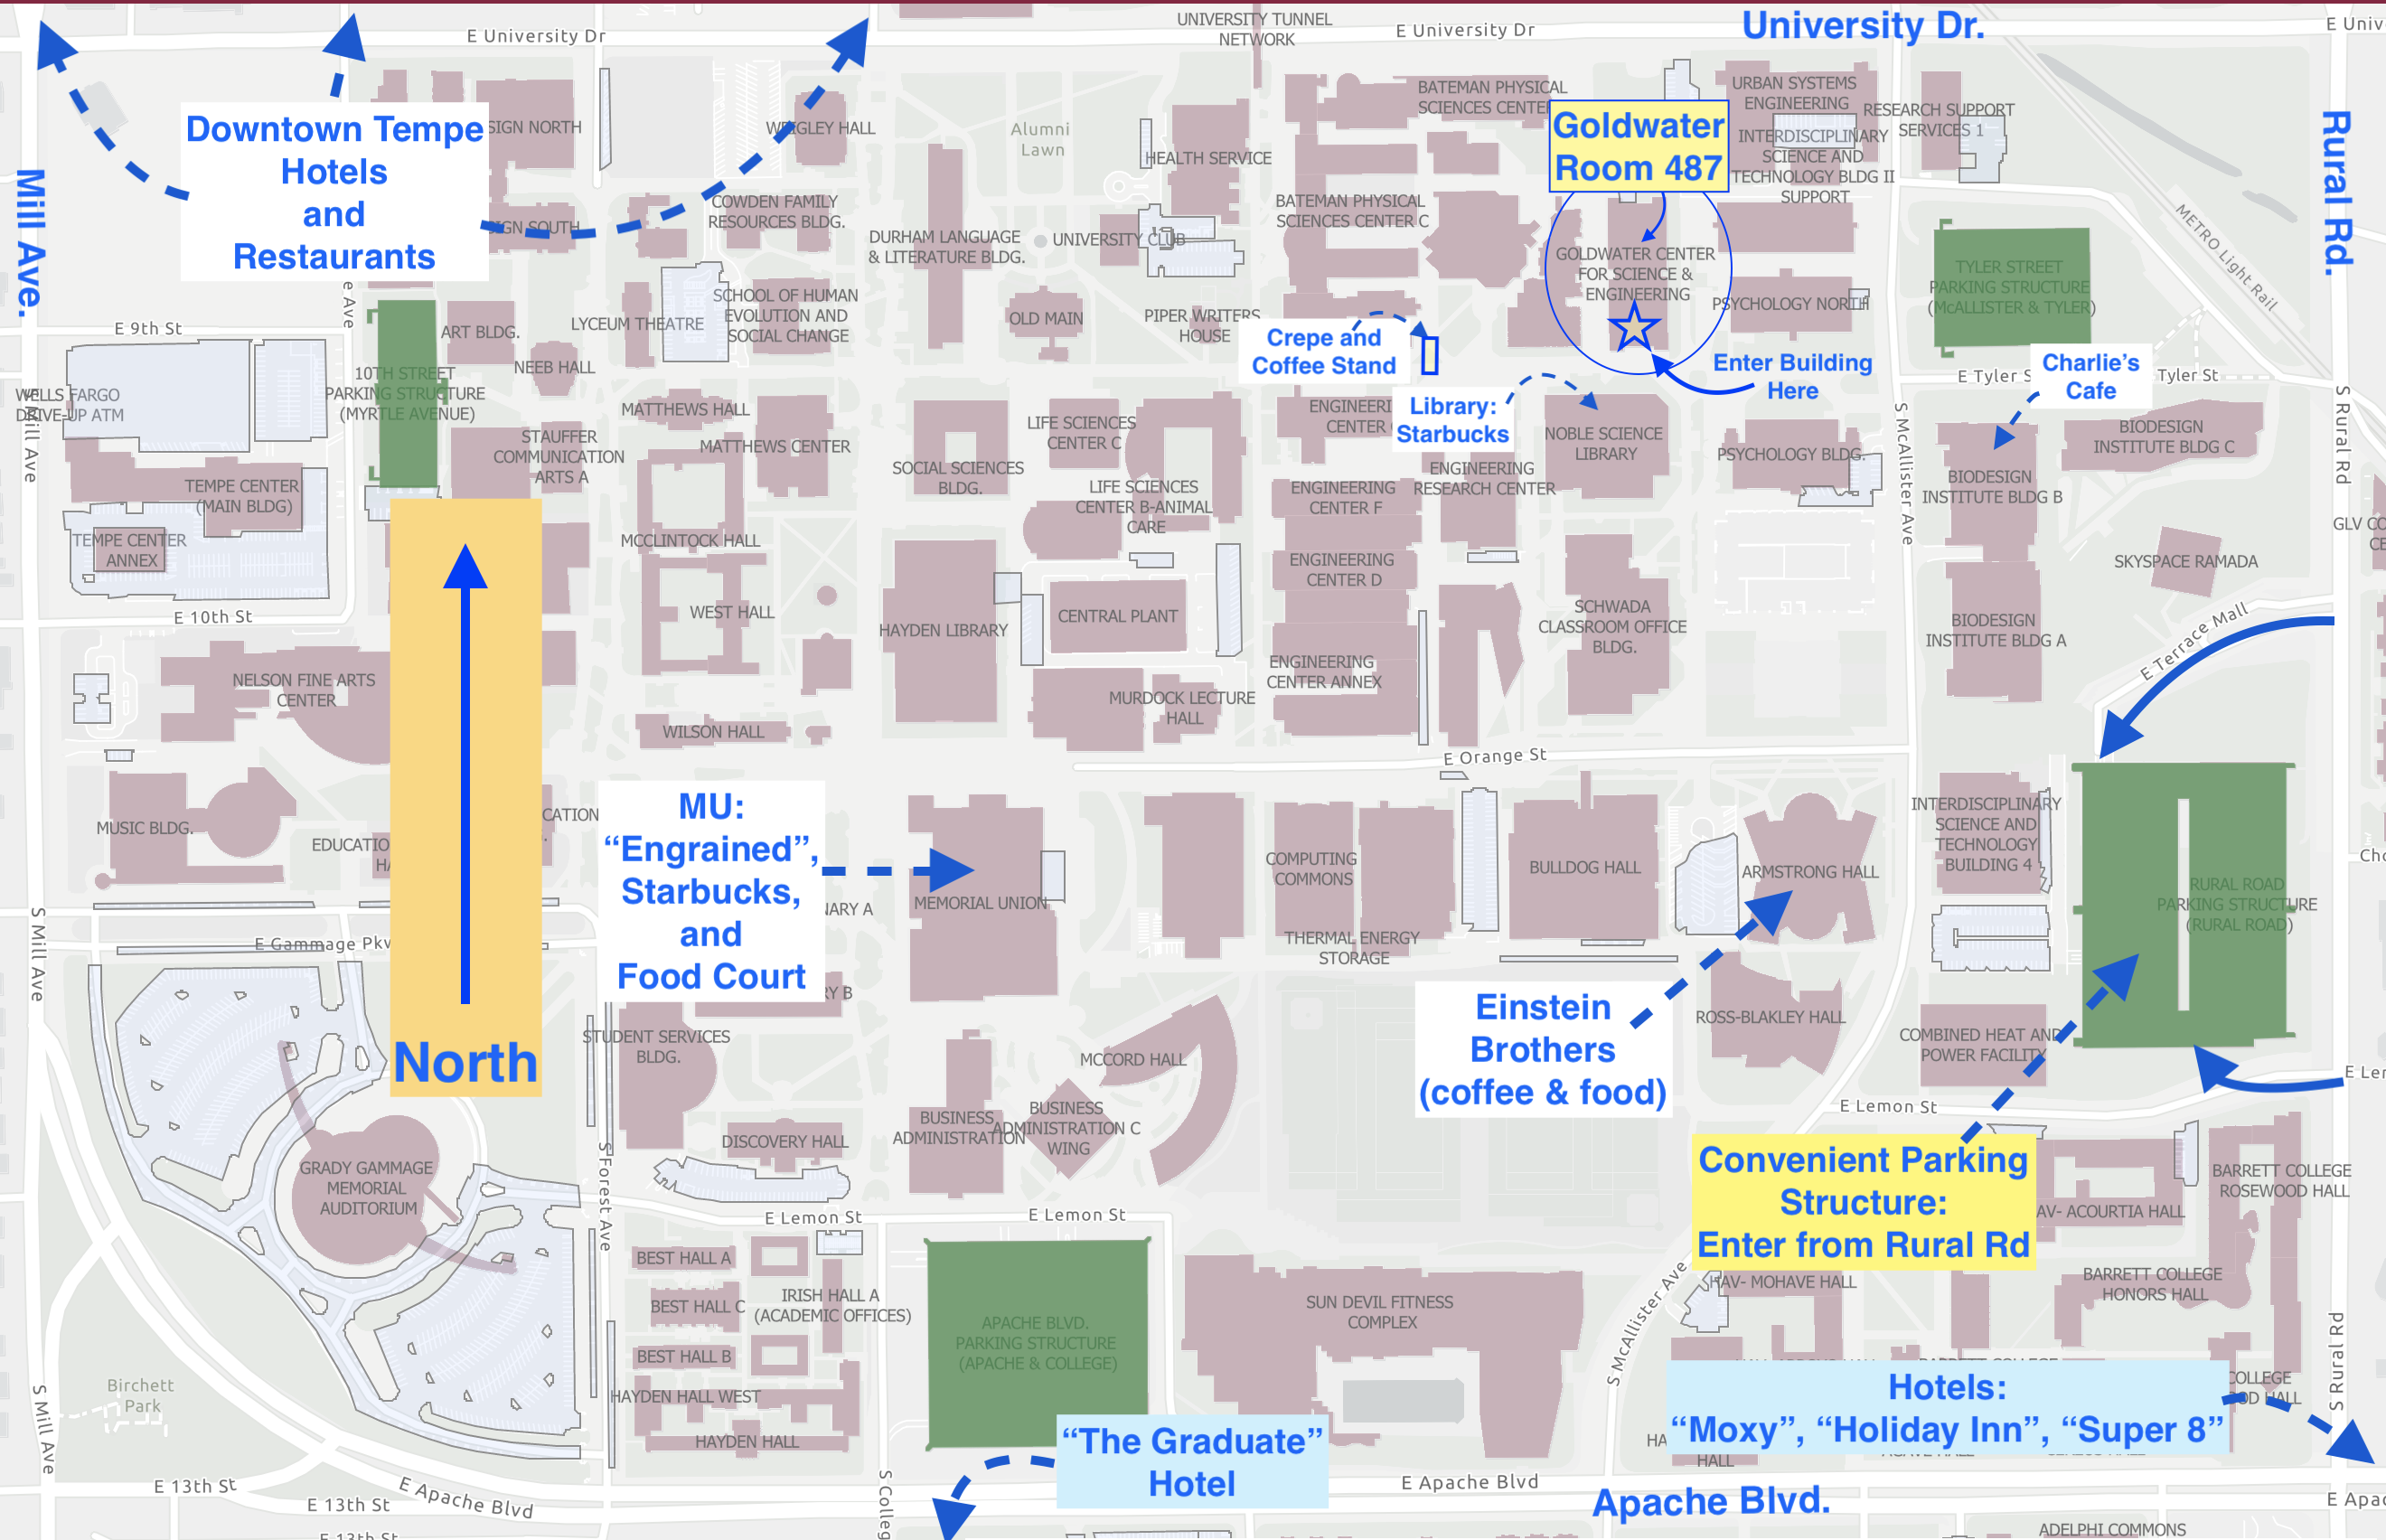 E University Dr
UNIVERSITY TUNNEL
NETWORK
E University Dr
University Dr.
E Univ
Mill Ave.
Downtown Tempe
Hotels
and
Restaurants
SIGN NORTH
WRIGLEY HALL
Alumni
Lawn
HEALTH SERVICE
BATEMAN PHYSICAL
SCIENCES CENTER
Goldwater
Room 487
URBAN SYSTEMS
ENGINEERING
INTERDISCIPLINARY
SCIENCE AND
TECHNOLOGY BLDG II
SUPPORT
RESEARCH SUPPORT
SERVICES 1
Rural Rd.
METRO Light Rail
SIGN SOUTH
COWDEN FAMILY
RESOURCES BLDG.
DURHAM LANGUAGE
& LITERATURE BLDG.
UNIVERSITY CLUB
BATEMAN PHYSICAL
SCIENCES CENTER C
GOLDWATER CENTER
FOR SCIENCE &
ENGINEERING
PSYCHOLOGY NORTH
TYLER STREET
PARKING STRUCTURE
(McALLISTER & TYLER)
E 9th St
e Ave
ART BLDG.
LYCEUM THEATRE
SCHOOL OF HUMAN
EVOLUTION AND
SOCIAL CHANGE
OLD MAIN
PIPER WRITERS
HOUSE
Crepe and
Coffee Stand
Enter Building
Here
Charlie's
Cafe
E Tyler S
Tyler St
NEEB HALL
10TH STREET
PARKING STRUCTURE
(MYRTLE AVENUE)
WELLS FARGO
DRIVE-UP ATM
S Mill Ave
MATTHEWS HALL
MATTHEWS CENTER
STAUFFER
COMMUNICATION
ARTS A
SOCIAL SCIENCES
BLDG.
LIFE SCIENCES
CENTER C
ENGINEERI
CENTER
Library:
Starbucks
NOBLE SCIENCE
LIBRARY
PSYCHOLOGY BLDG.
S McAllister Ave
BIODESIGN
INSTITUTE BLDG B
BIODESIGN
INSTITUTE BLDG C
S Rural Rd
TEMPE CENTER
(MAIN BLDG)
TEMPE CENTER
ANNEX
MCCLINTOCK HALL
LIFE SCIENCES
CENTER B-ANIMAL
CARE
ENGINEERING
CENTER F
ENGINEERING
RESEARCH CENTER
GLV CO
CE
SKYSPACE RAMADA
ENGINEERING
CENTER D
E 10th St
WEST HALL
HAYDEN LIBRARY
CENTRAL PLANT
SCHWADA
CLASSROOM OFFICE
BLDG.
BIODESIGN
INSTITUTE BLDG A
E Terrace Mall
NELSON FINE ARTS
CENTER
WILSON HALL
MURDOCK LECTURE
HALL
ENGINEERING
CENTER ANNEX
E Orange St
MUSIC BLDG.
EDUCATIO
HA
CATION
MU:
“Engrained”,
Starbucks,
and
Food Court
NARY A
RY B
MEMORIAL UNION
COMPUTING
COMMONS
THERMAL ENERGY
STORAGE
BULLDOG HALL
ARMSTRONG HALL
INTERDISCIPLINARY
SCIENCE AND
TECHNOLOGY
BUILDING 4
RURAL ROAD
PARKING STRUCTURE
(RURAL ROAD)
Cho
S Mill Ave
E Gammage Pkw
North
STUDENT SERVICES
BLDG.
MCCORD HALL
Einstein
Brothers
(coffee & food)
ROSS-BLAKLEY HALL
COMBINED HEAT AND
POWER FACILITY
E Lem
E Lemon St
GRADY GAMMAGE
MEMORIAL
AUDITORIUM
S Forest Ave
DISCOVERY HALL
BUSINESS
ADMINISTRATION
BUSINESS
ADMINISTRATION C
WING
Convenient Parking
Structure:
Enter from Rural Rd
AV- ACOURTIA HALL
BARRETT COLLEGE
ROSEWOOD HALL
E Lemon St
E Lemon St
BEST HALL A
BEST HALL C
BEST HALL B
IRISH HALL A
(ACADEMIC OFFICES)
APACHE BLVD.
PARKING STRUCTURE
(APACHE & COLLEGE)
SUN DEVIL FITNESS
COMPLEX
S McAllister Ave
HAV- MOHAVE HALL
BARRETT COLLEGE
HONORS HALL
S Rural Rd
Birchett
Park
S Mill Ave
HAYDEN HALL WEST
HAYDEN HALL
“The Graduate”
Hotel
Hotels:
“Moxy”, “Holiday Inn”, “Super 8”
COLLEGE
OD HALL
HA
HALL
E 13th St
E 13th St
E 13th St
E Apache Blvd
S Colleg
E Apache Blvd
Apache Blvd.
E Apac
ADELPHI COMMONS